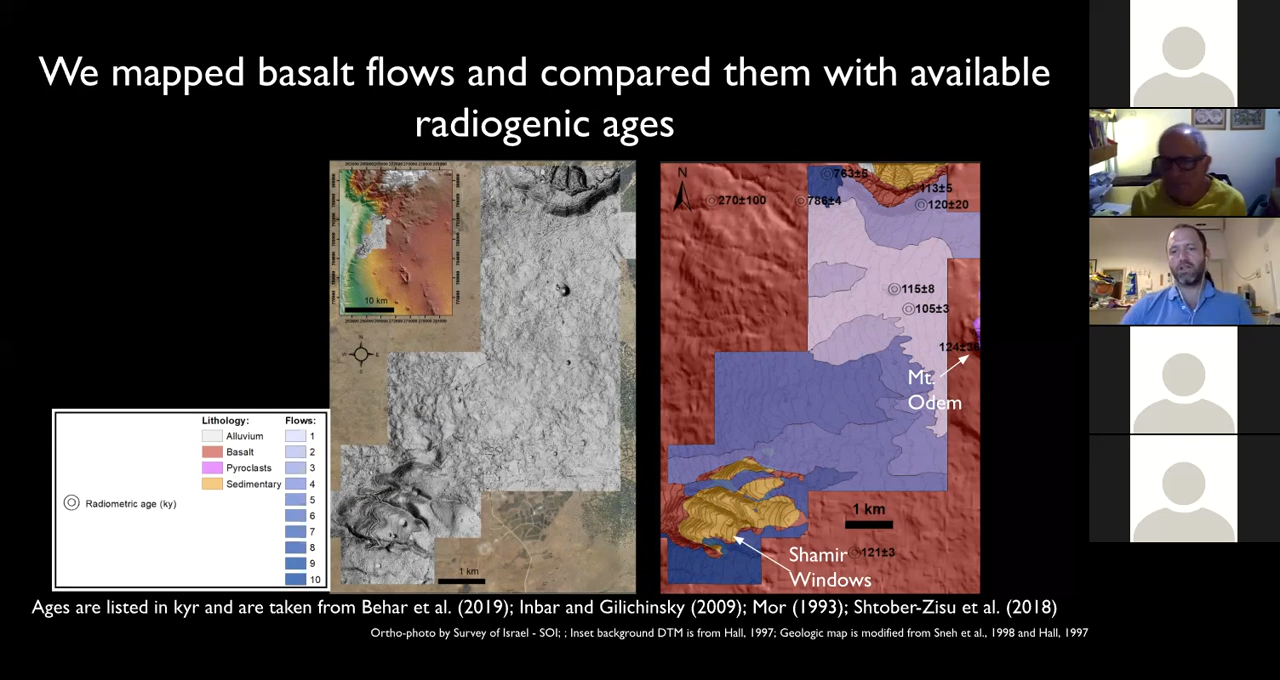 We mapped basalt flows and compared them with available
radiogenic ages
10 km
N
W
E
1 km
N
763±5
270±100
786±4
113±5
120±20
115±8
105±3
Mt.
Odem
1 km
Shamir
Windows
121±3
Lithology:
Alluvium
Basalt
Pyroclasts
Sedimentary
Flows:
1
2
3
4
5
6
7
8
9
10
Radiometric age (ky)
Ages are listed in kyr and are taken from Behar et al. (2019); Inbar and Gilichinsky (2009); Mor (1993); Shtober-Zisu et al. (2018)
Ortho-photo by Survey of Israel - SOI; ; Inset background DTM is from Hall, 1997; Geologic map is modified from Sneh et al., 1998 and Hall, 1997